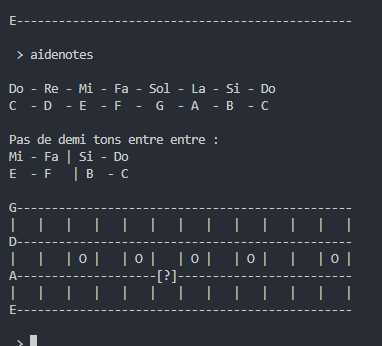 E------------------------------------------
> aidenotes
Do - Re - Mi - Fa - Sol - La - Si - Do
C  - D  - E  - F  -  G  - A  - B  - C
Pas de demi tons entre entre :
Mi - Fa | Si - Do
E  - F   | B  - C
G------------------------------------------
|  |  |  |  |  |  |  |  |  |  |  |  |
D------------------------------------------
|  |  | O |  | O |  | O |  | O |  |  | O |
A------------------[?]---------------------
|  |  |  |  |  |  |  |  |  |  |  |  |
E------------------------------------------
>